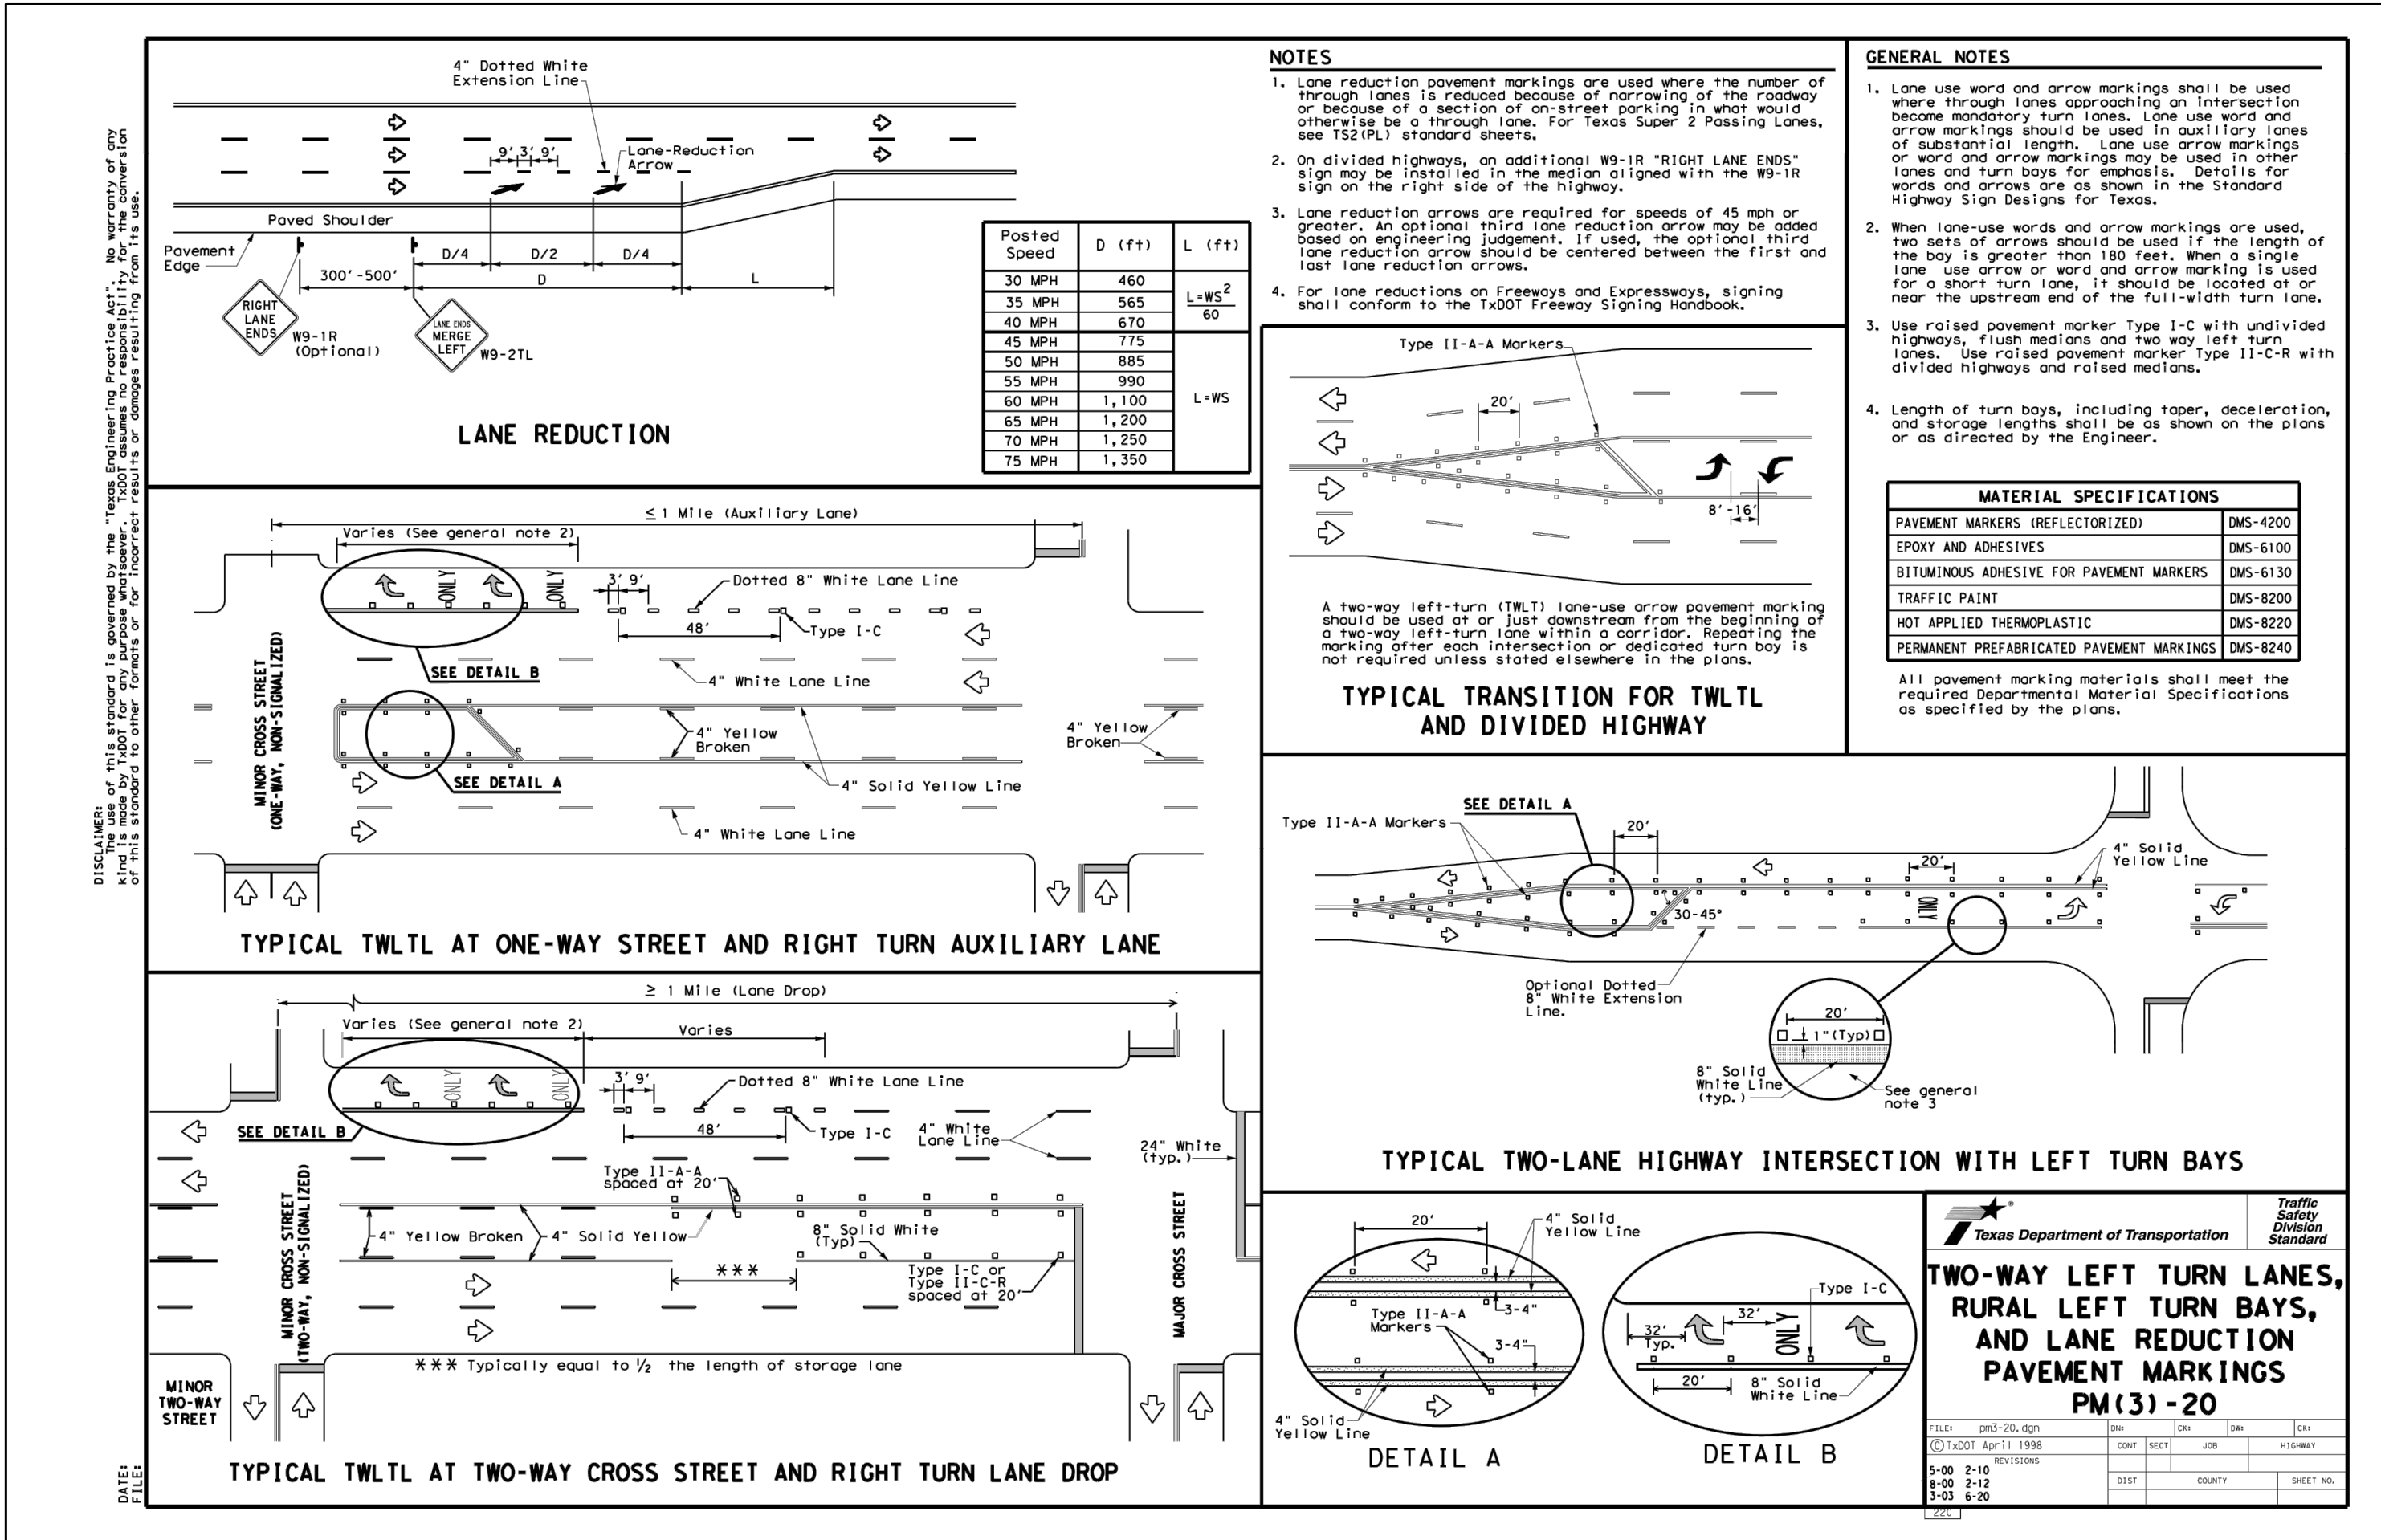 DISCLAIMER:
The use of this standard is governed by the "Texas Engineering Practice Act". No warranty of any
kind is made by TxDOT for any purpose whatsoever. TxDOT assumes no responsibility for the conversion
of this standard to other formats or for incorrect results or damages resulting from its use.
DATE:
FILE:
4" Dotted White
Extension Line
9' 3' 9'
Lane-Reduction
Arrow
Paved Shoulder
Pavement
Edge
D/4
D/2
D/4
300'-500'
D
L
RIGHT
LANE
ENDS
W9-1R
(Optional)
LANE ENDS
MERGE
LEFT
W9-2TL
LANE REDUCTION
Posted
Speed
D (ft)
L (ft)
30 MPH 460
35 MPH 565
40 MPH 670
L=WS²
60
45 MPH 775
50 MPH 885
55 MPH 990
60 MPH 1,100
65 MPH 1,200
70 MPH 1,250
75 MPH 1,350
L=WS
NOTES
1. Lane reduction pavement markings are used where the number of
through lanes is reduced because of narrowing of the roadway
or because of a section of on-street parking in what would
otherwise be a through lane. For Texas Super 2 Passing Lanes,
see TS2(PL) standard sheets.
2. On divided highways, an additional W9-1R "RIGHT LANE ENDS"
sign may be installed in the median aligned with the W9-1R
sign on the right side of the highway.
3. Lane reduction arrows are required for speeds of 45 mph or
greater. An optional third lane reduction arrow may be added
based on engineering judgement. If used, the optional third
lane reduction arrow should be centered between the first and
last lane reduction arrows.
4. For lane reductions on Freeways and Expressways, signing
shall conform to the TxDOT Freeway Signing Handbook.
GENERAL NOTES
1. Lane use word and arrow markings shall be used
where through lanes approaching an intersection
become mandatory turn lanes. Lane use word and
arrow markings should be used in auxiliary lanes
of substantial length. Lane use arrow markings
or word and arrow markings may be used in other
lanes and turn bays for emphasis. Details for
words and arrows are as shown in the Standard
Highway Sign Designs for Texas.
2. When lane-use words and arrow markings are used,
two sets of arrows should be used if the length of
the bay is greater than 180 feet. When a single
lane use arrow or word and arrow marking is used
for a short turn lane, it should be located at or
near the upstream end of the full-width turn lane.
3. Use raised pavement marker Type I-C with undivided
highways, flush medians and two way left turn
lanes. Use raised pavement marker Type II-C-R with
divided highways and raised medians.
4. Length of turn bays, including taper, deceleration,
and storage lengths shall be as shown on the plans
or as directed by the Engineer.
MATERIAL SPECIFICATIONS
PAVEMENT MARKERS (REFLECTORIZED) DMS-4200
EPOXY AND ADHESIVES DMS-6100
BITUMINOUS ADHESIVE FOR PAVEMENT MARKERS DMS-6130
TRAFFIC PAINT DMS-8200
HOT APPLIED THERMOPLASTIC DMS-8220
PERMANENT PREFABRICATED PAVEMENT MARKINGS DMS-8240
All pavement marking materials shall meet the
required Departmental Material Specifications
as specified by the plans.
Type II-A-A Markers
20'
8'-16'
A two-way left-turn (TWLT) lane-use arrow pavement marking
should be used at or just downstream from the beginning of
a two-way left-turn lane within a corridor. Repeating the
marking after each intersection or dedicated turn bay is
not required unless stated elsewhere in the plans.
TYPICAL TRANSITION FOR TWLTL
AND DIVIDED HIGHWAY
≤ 1 Mile (Auxiliary Lane)
Varies (See general note 2)
ONLY
ONLY
3' 9'
Dotted 8" White Lane Line
48'
Type I-C
SEE DETAIL B
4" White Lane Line
MINOR CROSS STREET
(ONE-WAY, NON-SIGNALIZED)
4" Yellow
Broken
4" Yellow
Broken
SEE DETAIL A
4" Solid Yellow Line
4" White Lane Line
TYPICAL TWLTL AT ONE-WAY STREET AND RIGHT TURN AUXILIARY LANE
≥ 1 Mile (Lane Drop)
Varies (See general note 2)
Varies
ONLY
ONLY
3' 9'
Dotted 8" White Lane Line
SEE DETAIL B
48'
Type I-C
4" White
Lane Line
24" White
(typ.)
Type II-A-A
spaced at 20'
MINOR CROSS STREET
(TWO-WAY, NON-SIGNALIZED)
4" Yellow Broken
4" Solid Yellow
8" Solid White
(Typ)
***
Type I-C or
Type II-C-R
spaced at 20'
MAJOR CROSS STREET
*** Typically equal to ½ the length of storage lane
MINOR
TWO-WAY
STREET
TYPICAL TWLTL AT TWO-WAY CROSS STREET AND RIGHT TURN LANE DROP
SEE DETAIL A
Type II-A-A Markers
20'
20'
4" Solid
Yellow Line
30-45°
ONLY
Optional Dotted
8" White Extension
Line.
20'
1"(Typ)
8" Solid
White Line
(typ.)
See general
note 3
TYPICAL TWO-LANE HIGHWAY INTERSECTION WITH LEFT TURN BAYS
20'
4" Solid
Yellow Line
3-4"
Type II-A-A
Markers
3-4"
4" Solid
Yellow Line
DETAIL A
Type I-C
32'
Typ.
32'
ONLY
20'
8" Solid
White Line
DETAIL B
®
Texas Department of Transportation
Traffic
Safety
Division
Standard
TWO-WAY LEFT TURN LANES,
RURAL LEFT TURN BAYS,
AND LANE REDUCTION
PAVEMENT MARKINGS
PM(3)-20
FILE: pm3-20.dgn DN: CK: DW: CK:
© TxDOT April 1998 CONT SECT JOB HIGHWAY
REVISIONS
5-00 2-10
8-00 2-12
3-03 6-20
DIST COUNTY SHEET NO.
22C